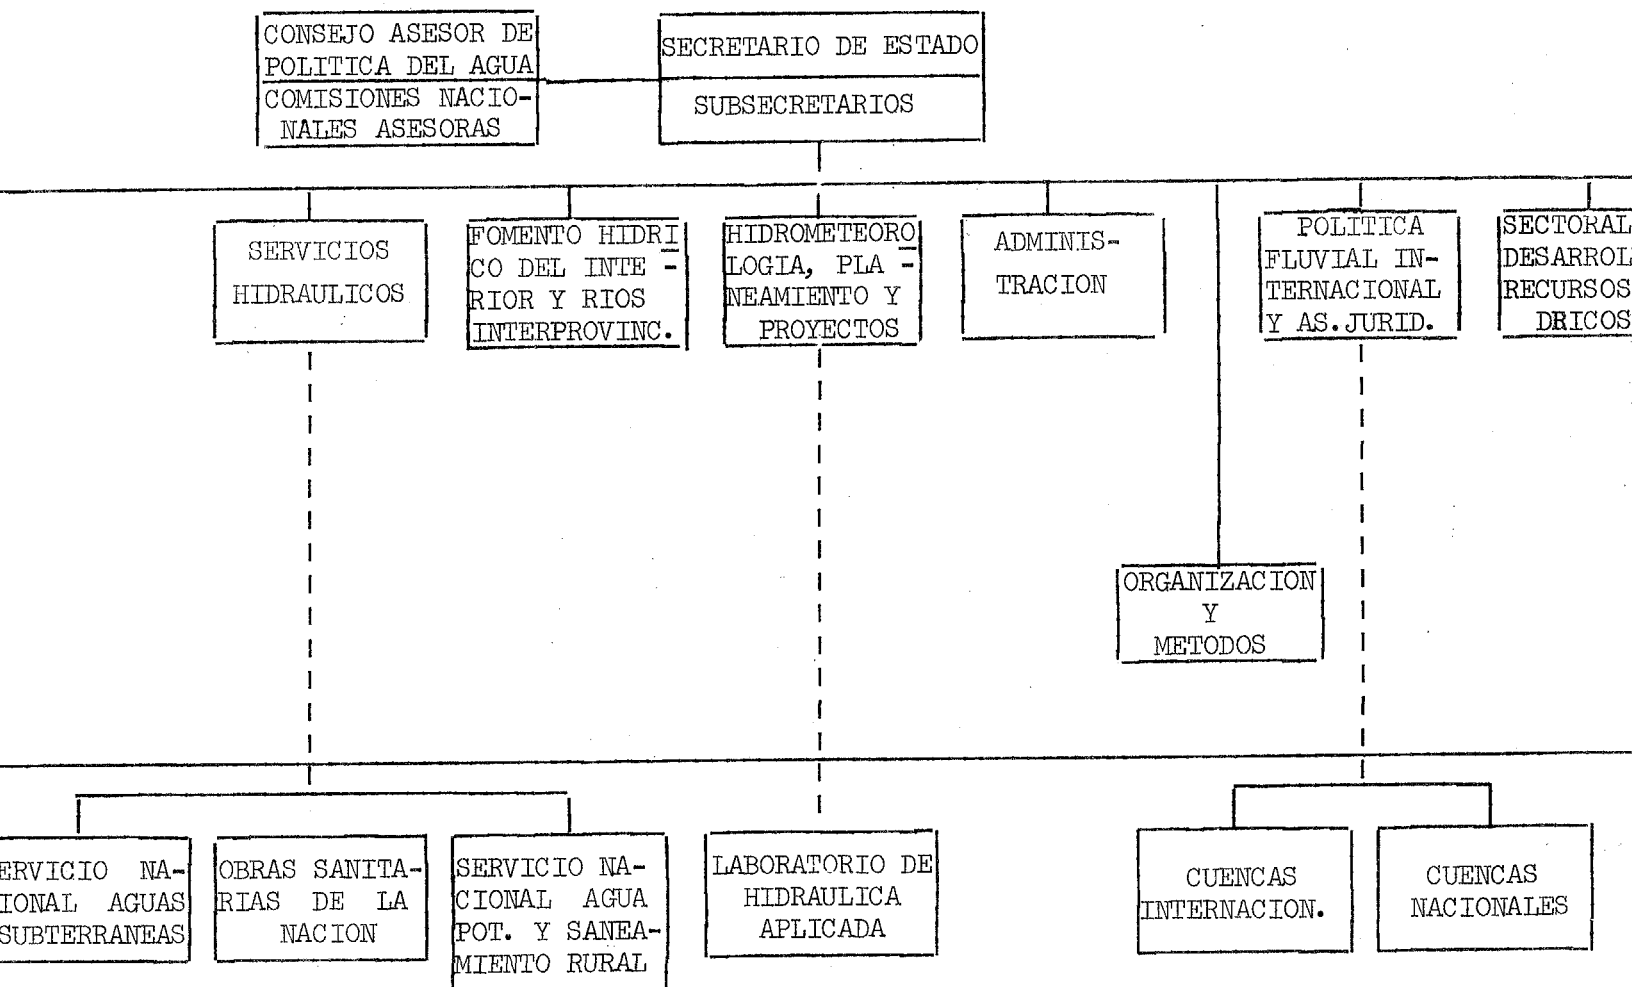 CONSEJO ASESOR DE
POLITICA DEL AGUA
COMISIONES NACIO-
NALES ASESORAS
SECRETARIO DE ESTADO
SUBSECRETARIOS
SERVICIOS
HIDRAULICOS
FOMENTO HIDRI
CO DEL INTE -
RIOR Y RIOS
INTERPROVINC.
HIDROMETEORO
LOGIA, PLA -
NEAMIENTO Y
PROYECTOS
ADMINIS-
TRACION
POLITICA
FLUVIAL IN-
TERNACIONAL
Y AS.JURID.
SECTORAL
DESARROL
RECURSOS
DRICOS
ORGANIZACION
Y
METODOS
ERVICIO NA-
IONAL AGUAS
SUBTERRANEAS
OBRAS SANITA-
RIAS DE LA
NACION
SERVICIO NA-
CIONAL AGUA
POT. Y SANEA-
MIENTO RURAL
LABORATORIO DE
HIDRAULICA
APLICADA
CUENCAS
INTERNACION.
CUENCAS
NACIONALES